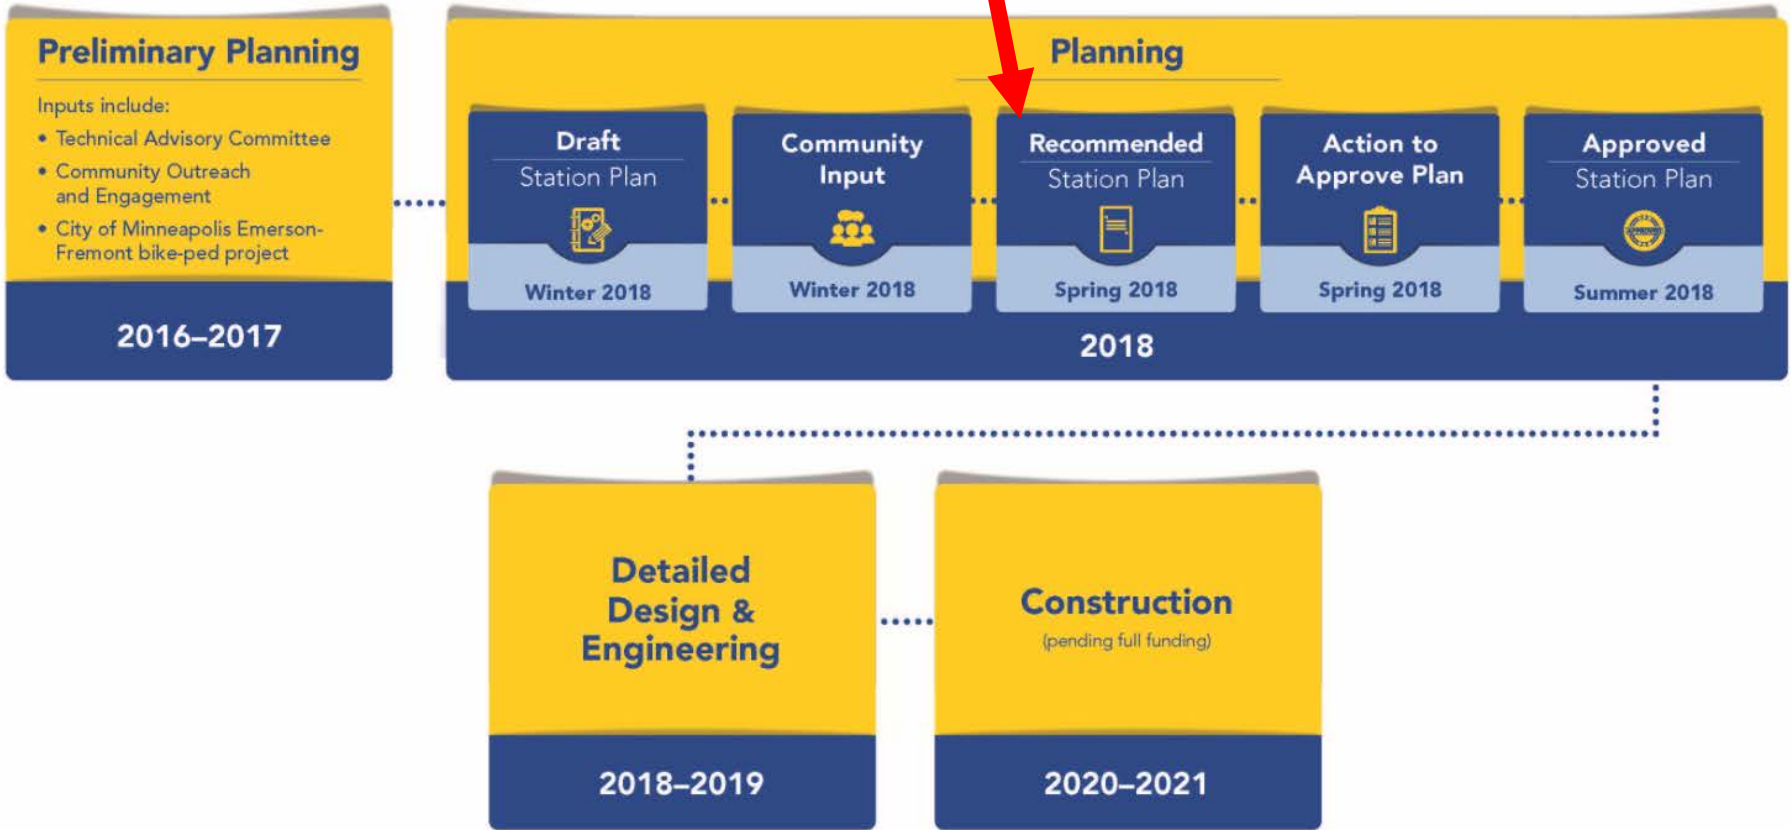 Preliminary Planning
Inputs include:
• Technical Advisory Committee
• Community Outreach
and Engagement
• City of Minneapolis Emerson-
Fremont bike-ped project
2016–2017
Planning
Draft
Station Plan
Winter 2018
Community
Input
Winter 2018
Recommended
Station Plan
Spring 2018
Action to
Approve Plan
Spring 2018
Approved
Station Plan
APPROVED
Summer 2018
2018
Detailed
Design &
Engineering
2018–2019
Construction
(pending full funding)
2020–2021